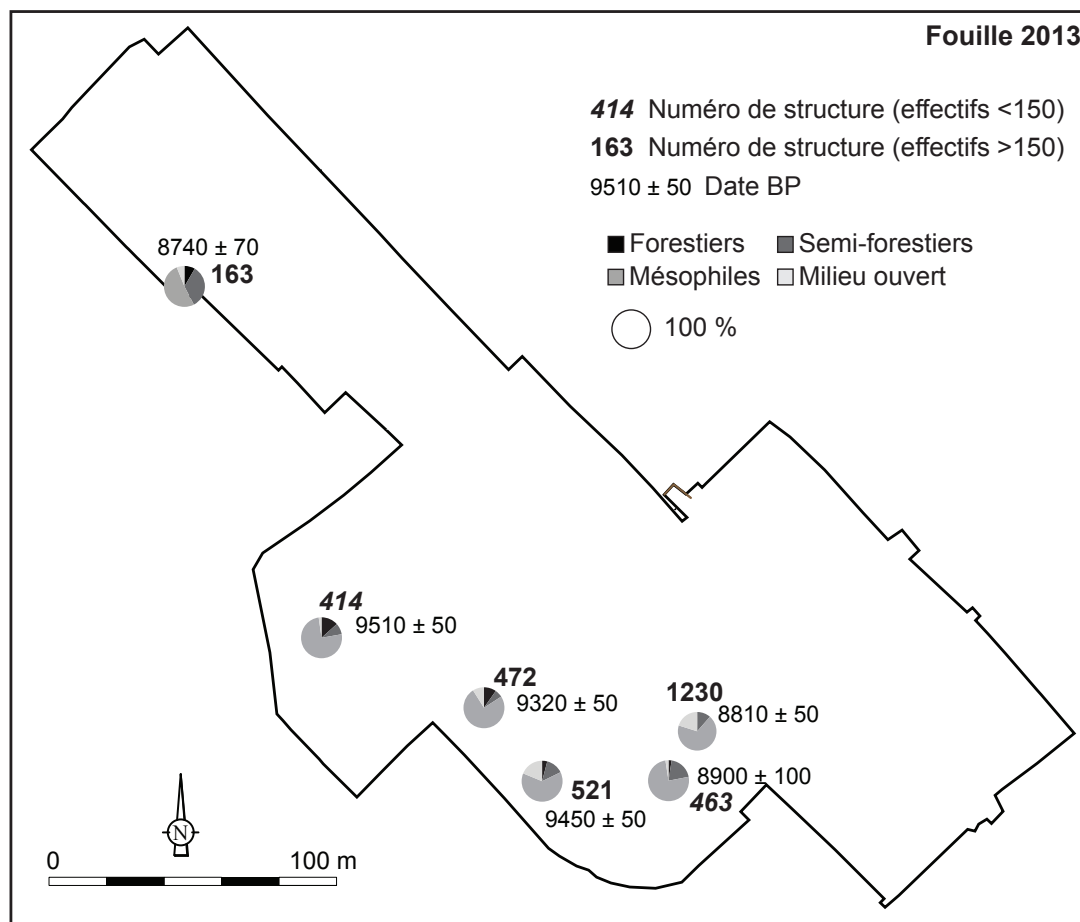 Fouille 2013
414 Numéro de structure (effectifs <150)
163 Numéro de structure (effectifs >150)
9510 ± 50 Date BP
Forestiers Semi-forestiers
Mésophiles Milieu ouvert
100 %
8740 ± 70
163
414
9510 ± 50
472
9320 ± 50
1230
8810 ± 50
521
9450 ± 50
8900 ± 100
463
N
0 100 m